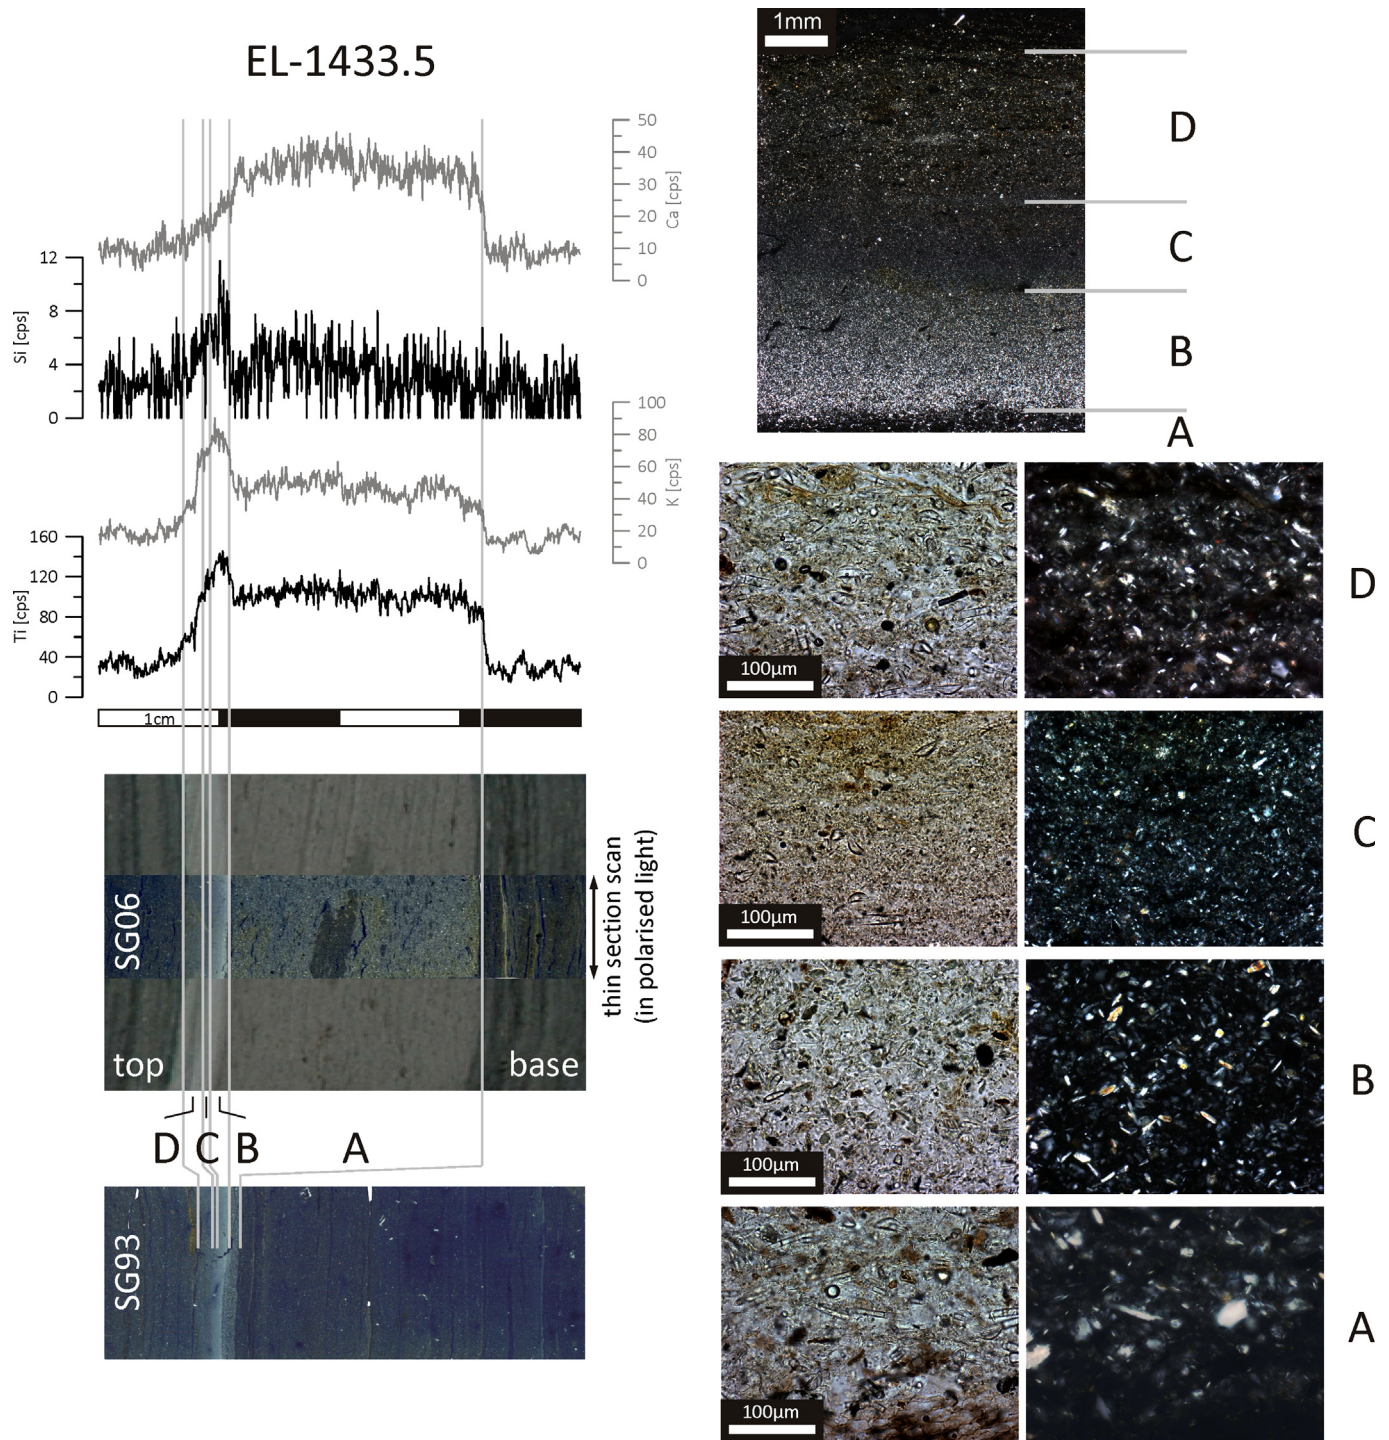 EL-1433.5
50
40
30
20
10
0
Ca [cps]
12
8
4
0
Si [cps]
100
80
60
40
20
0
K [cps]
160
120
80
40
0
Ti [cps]
1cm
SG06
thin section scan
(in polarised light)
top
base
D C B A
SG93
1mm
D
C
B
A
100µm
D
100µm
C
100µm
B
100µm
A